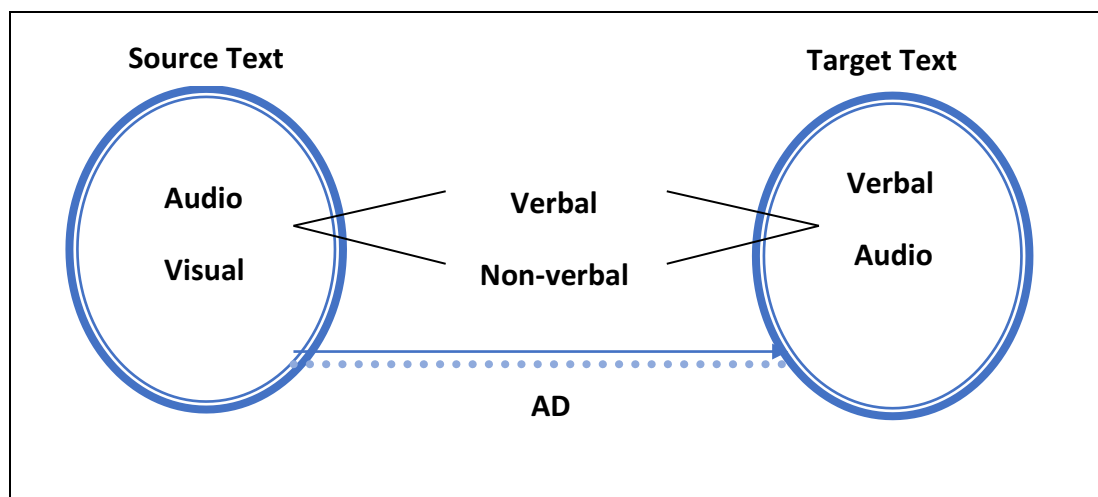 Source Text
Target Text
Audio
Visual
Verbal
Non-verbal
Verbal
Audio
AD